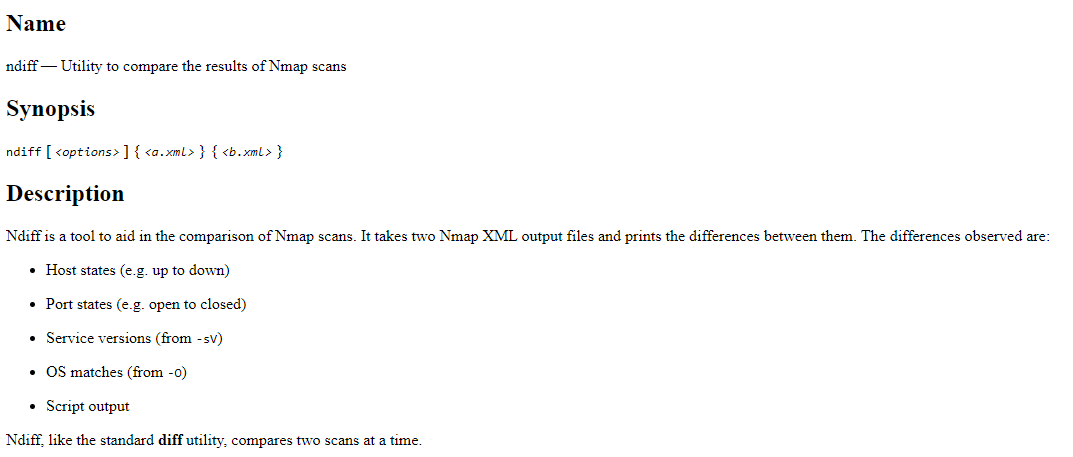 Name
ndiff — Utility to compare the results of Nmap scans
Synopsis
ndiff [ <options> ] { <a.xml> } { <b.xml> }
Description
Ndiff is a tool to aid in the comparison of Nmap scans. It takes two Nmap XML output files and prints the differences between them. The differences observed are:
• Host states (e.g. up to down)
• Port states (e.g. open to closed)
• Service versions (from -sV)
• OS matches (from -O)
• Script output
Ndiff, like the standard diff utility, compares two scans at a time.